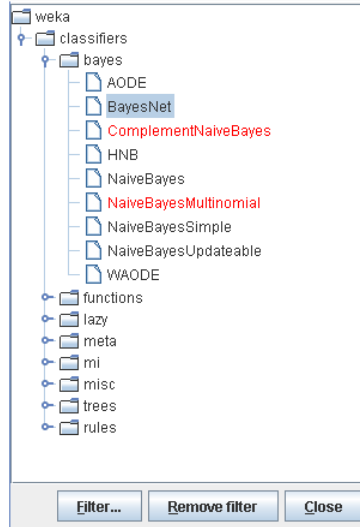 weka
classifiers
bayes
AODE
BayesNet
ComplementNaiveBayes
HNB
NaiveBayes
NaiveBayesMultinomial
NaiveBayesSimple
NaiveBayesUpdateable
WAODE
functions
lazy
meta
mi
misc
trees
rules
Filter... Remove filter Close